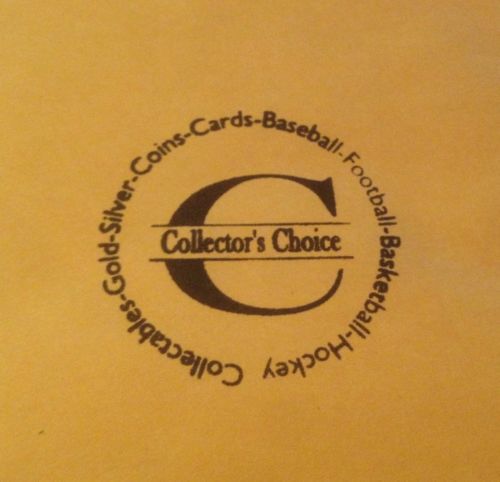 Collectables-Gold-Silver-Coins-Cards-Baseball-Football-Basketball-Hockey
C
Collector's Choice